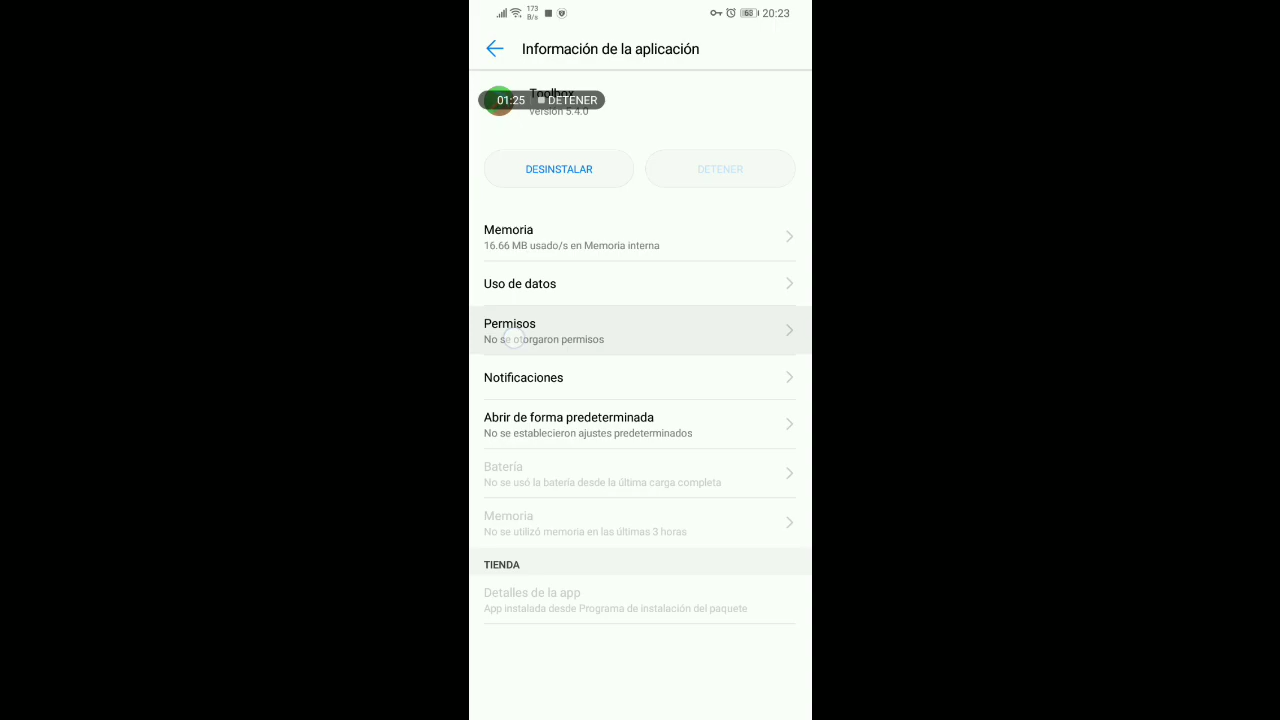 173
B/s
63
20:23
Información de la aplicación
Toolbox
01:25 DETENER
versión 5.4.0
DESINSTALAR
DETENER
Memoria
16.66 MB usado/s en Memoria interna
Uso de datos
Permisos
No se otorgaron permisos
Notificaciones
Abrir de forma predeterminada
No se establecieron ajustes predeterminados
Batería
No se usó la batería desde la última carga completa
Memoria
No se utilizó memoria en las últimas 3 horas
TIENDA
Detalles de la app
App instalada desde Programa de instalación del paquete